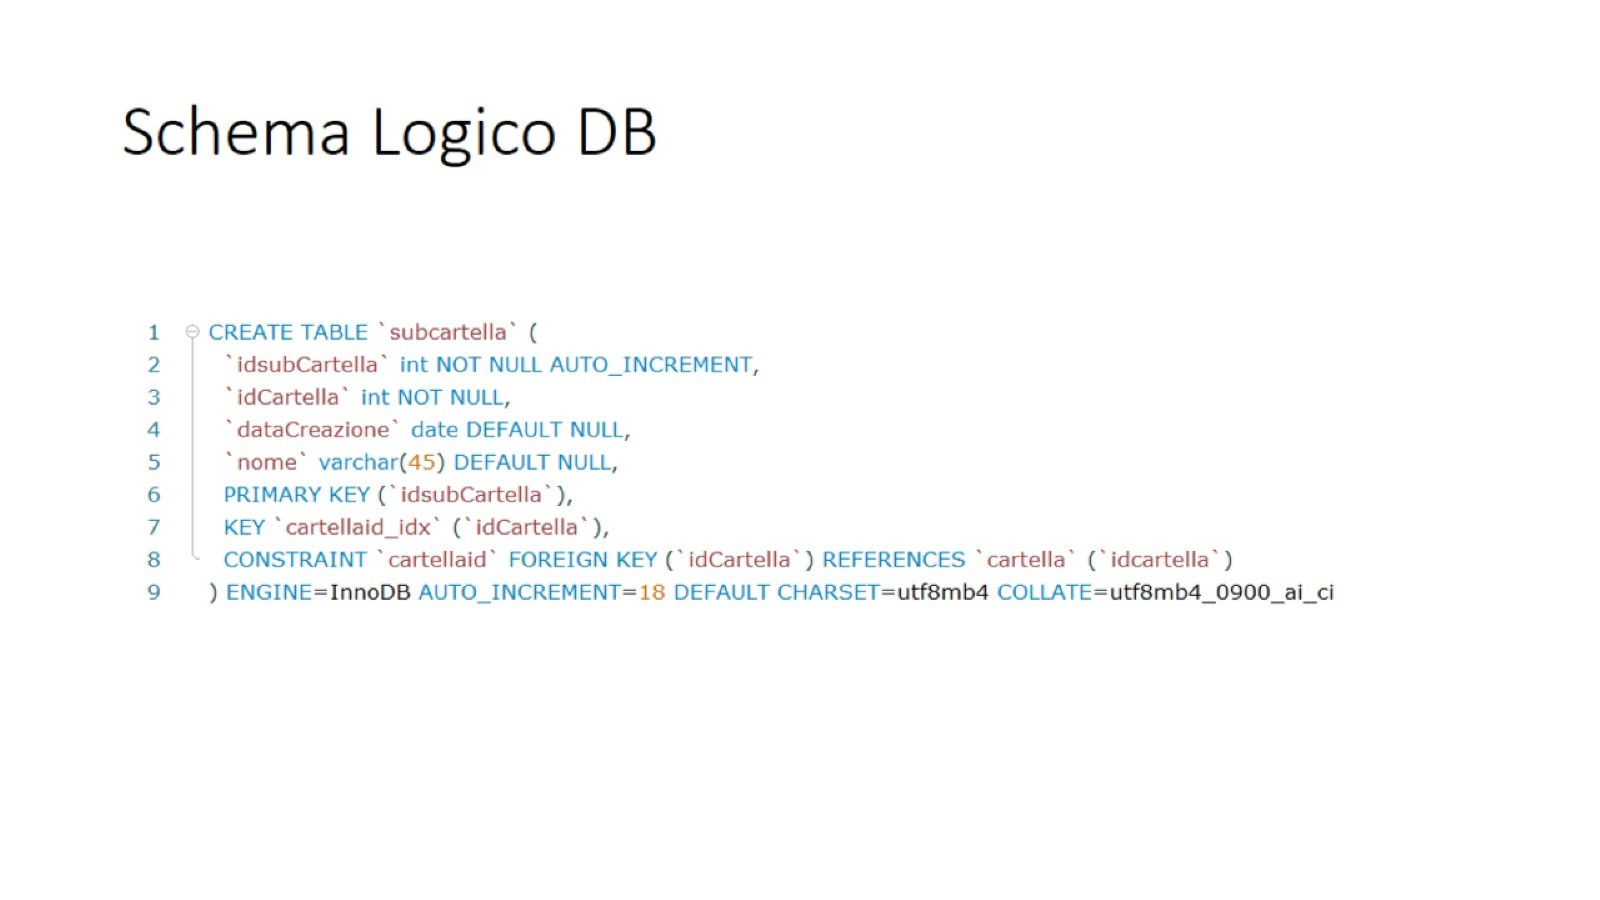 Schema Logico DB
1 CREATE TABLE `subcartella` (
2 `idsubCartella` int NOT NULL AUTO_INCREMENT,
3 `idCartella` int NOT NULL,
4 `dataCreazione` date DEFAULT NULL,
5 `nome` varchar(45) DEFAULT NULL,
6 PRIMARY KEY (`idsubCartella`),
7 KEY `cartellaid_idx` (`idCartella`),
8 CONSTRAINT `cartellaid` FOREIGN KEY (`idCartella`) REFERENCES `cartella` (`idcartella`)
9 ) ENGINE=InnoDB AUTO_INCREMENT=18 DEFAULT CHARSET=utf8mb4 COLLATE=utf8mb4_0900_ai_ci